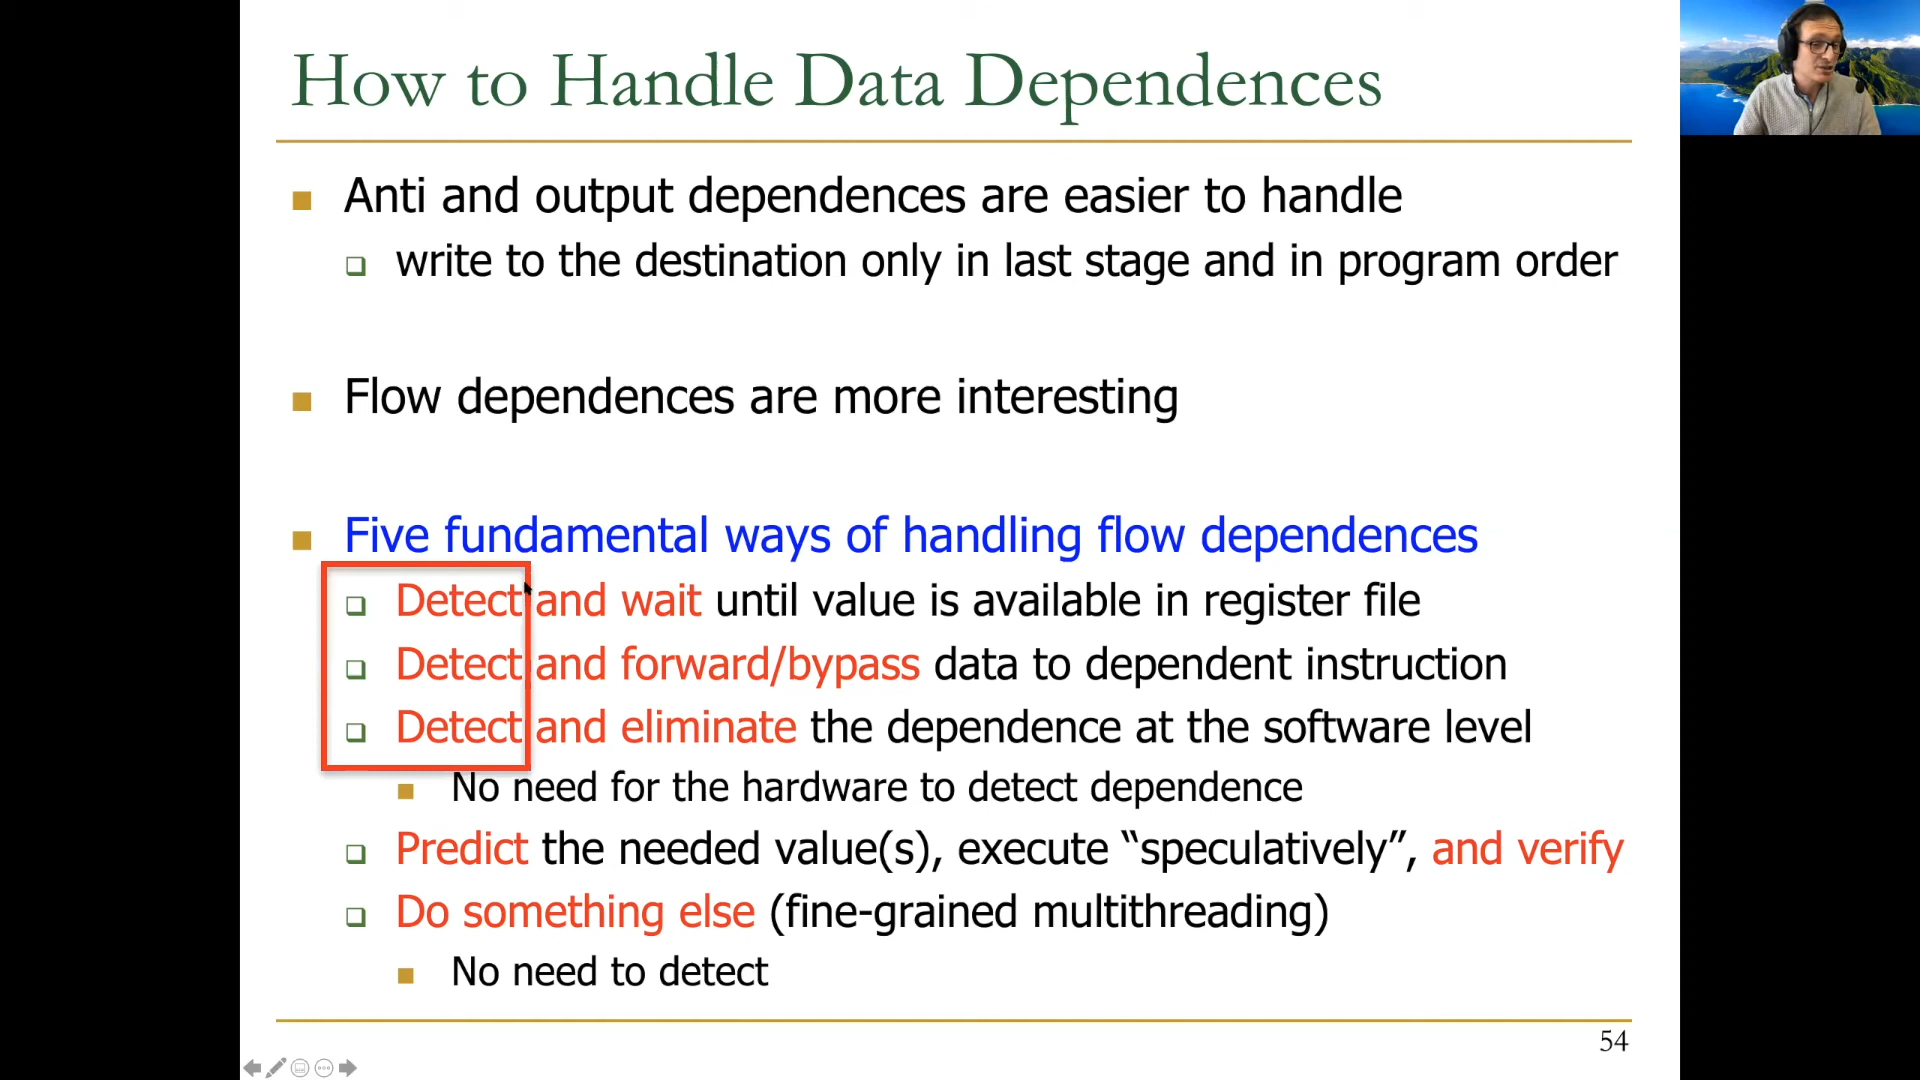 How to Handle Data Dependences
Anti and output dependences are easier to handle
write to the destination only in last stage and in program order
Flow dependences are more interesting
Five fundamental ways of handling flow dependences
Detect and wait until value is available in register file
Detect and forward/bypass data to dependent instruction
Detect and eliminate the dependence at the software level
No need for the hardware to detect dependence
Predict the needed value(s), execute “speculatively”, and verify
Do something else (fine-grained multithreading)
No need to detect
54